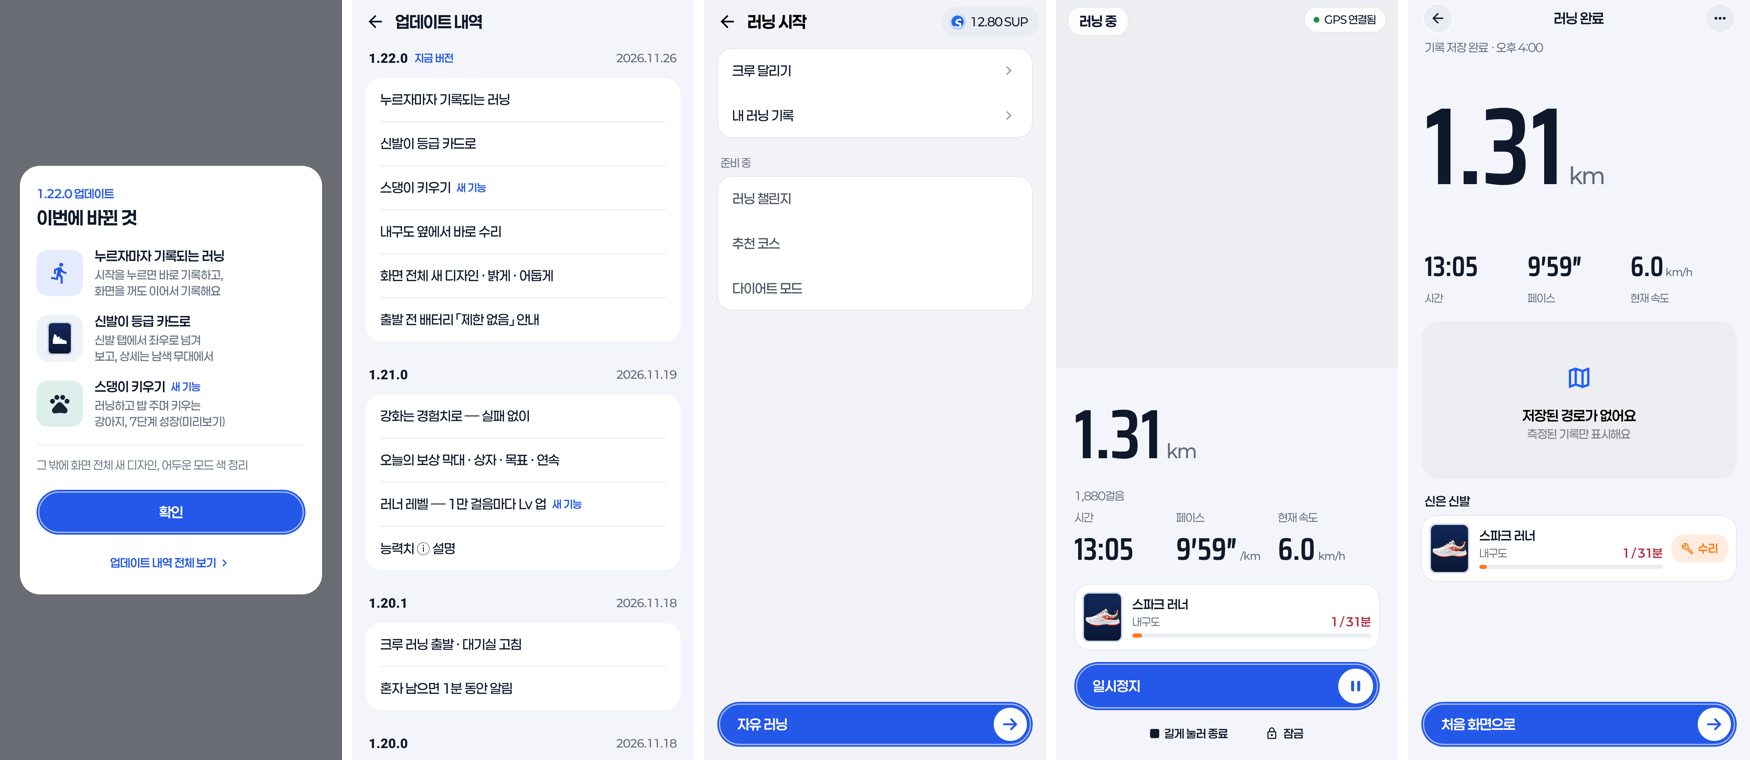 1.22.0 업데이트
이번에 바뀐 것
누르자마자 기록되는 러닝
시작을 누르면 바로 기록하고,
화면을 꺼도 이어서 기록해요
신발이 등급 카드로
신발 탭에서 좌우로 넘겨
보고, 상세는 남색 무대에서
스댕이 키우기 새 기능
러닝하고 밥 주며 키우는
강아지, 7단계 성장(미리보기)
그 밖에 화면 전체 새 디자인, 어두운 모드 색 정리
확인
업데이트 내역 전체 보기
업데이트 내역
1.22.0 지금 버전 2026.11.26
누르자마자 기록되는 러닝
신발이 등급 카드로
스댕이 키우기 새 기능
내구도 옆에서 바로 수리
화면 전체 새 디자인 · 밝게 · 어둡게
출발 전 배터리 「제한 없음」 안내
1.21.0 2026.11.19
강화는 경험치로 — 실패 없이
오늘의 보상 막대 · 상자 · 목표 · 연속
러너 레벨 — 1만 걸음마다 Lv 업 새 기능
능력치 ⓘ 설명
1.20.1 2026.11.18
크루 러닝 출발 · 대기실 고침
혼자 남으면 1분 동안 알림
1.20.0 2026.11.18
러닝 시작 12.80 SUP
크루 달리기
내 러닝 기록
준비 중
러닝 챌린지
추천 코스
다이어트 모드
자유 러닝
러닝 중 GPS 연결됨
1.31 km
1,880걸음
시간 페이스 현재 속도
13:05 9′59″ /km 6.0 km/h
스파크 러너
내구도 1/31분
일시정지
길게 눌러 종료 잠금
러닝 완료
기록 저장 완료 · 오후 4:00
1.31 km
13:05 9′59″ 6.0 km/h
시간 페이스 현재 속도
저장된 경로가 없어요
측정된 기록만 표시해요
신은 신발
스파크 러너
내구도 1/31분 수리
처음 화면으로